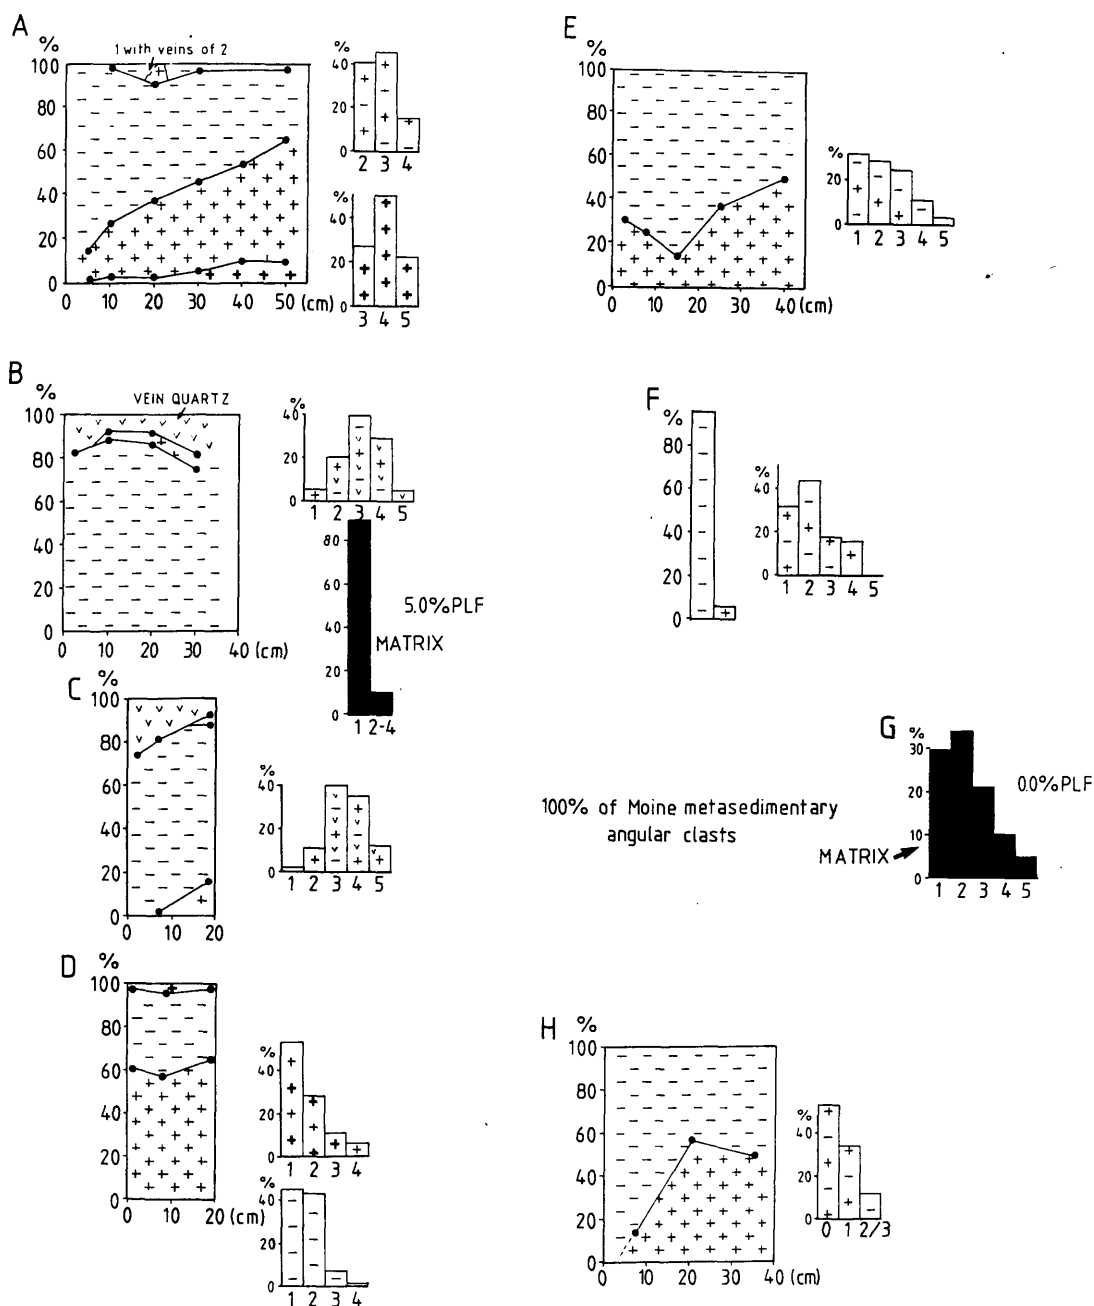 A
%
1 with veins of 2
100
80
60
40
20
0
0 10 20 30 40 50 (cm)
%
40
20
0
2 3 4
%
40
20
0
3 4 5
B
%
VEIN QUARTZ
100
80
60
40
20
0
0 10 20 30 40 (cm)
%
40
20
0
1 2 3 4 5
80
60
40
20
0
1 2-4
5.0%PLF
MATRIX
C
%
100
80
60
40
20
0
0 10 20
%
40
20
0
1 2 3 4 5
D
%
100
80
60
40
20
0
0 10 20 (cm)
%
40
20
0
1 2 3 4
%
40
20
0
1 2 3 4
E
%
100
80
60
40
20
0
0 10 20 30 40 (cm)
%
20
0
1 2 3 4 5
F
%
80
60
40
20
0
%
40
20
0
1 2 3 4 5
G
%
30
20
10
0
1 2 3 4 5
0.0%PLF
100% of Moine metasedimentary
angular clasts
MATRIX
H
%
100
80
60
40
20
0
0 10 20 30 40 (cm)
%
40
20
0
0 1 2/3